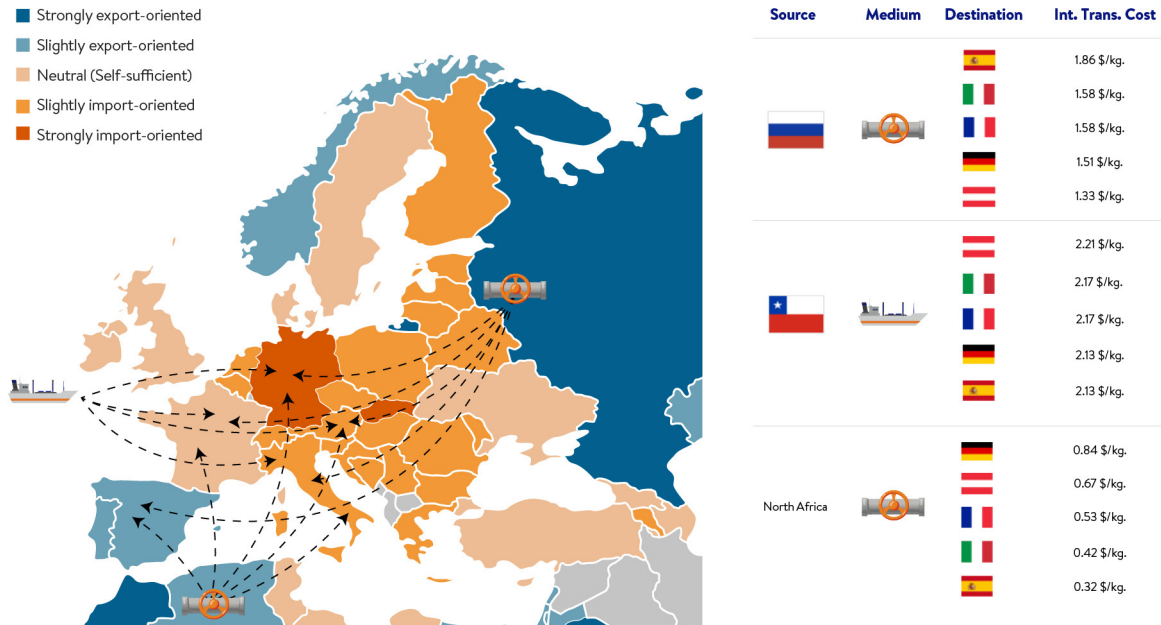 Strongly export-oriented
Slightly export-oriented
Neutral (Self-sufficient)
Slightly import-oriented
Strongly import-oriented
Source Medium Destination Int. Trans. Cost
1.86 $/kg.
1.58 $/kg.
1.58 $/kg.
1.51 $/kg.
1.33 $/kg.
2.21 $/kg.
2.17 $/kg.
2.17 $/kg.
2.13 $/kg.
2.13 $/kg.
North Africa
0.84 $/kg.
0.67 $/kg.
0.53 $/kg.
0.42 $/kg.
0.32 $/kg.